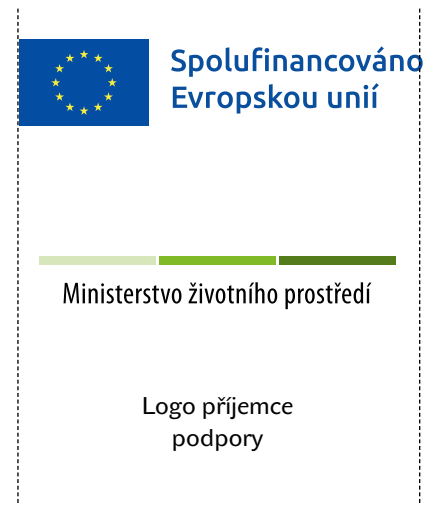 Spolufinancováno
Evropskou unií
Ministerstvo životního prostředí
Logo příjemce
podpory